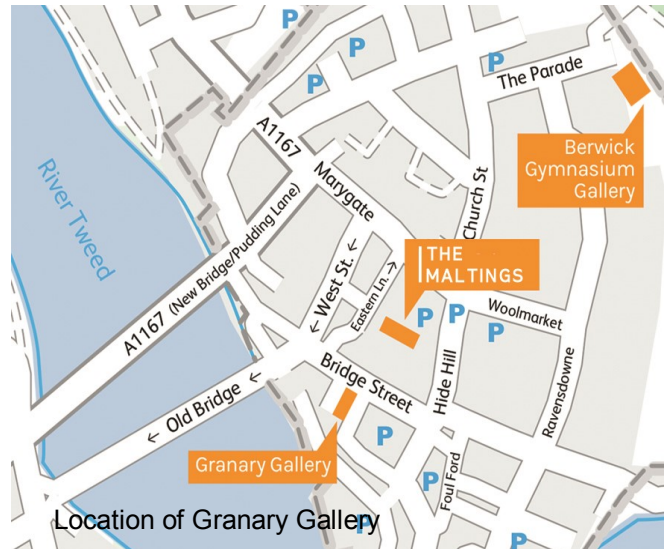 P
P
P
P
The Parade
A1167
Marygate
Berwick
Gymnasium
Gallery
River Tweed
A1167 (New Bridge/Pudding Lane)
Church St
THE
MALTINGS
West St.
Eastern Ln.
P
P
P
Woolmarket
Bridge Street
Hide Hill
Ravensdowne
Old Bridge
Granary Gallery
P
P
Foul Ford
P
P
Location of Granary Gallery